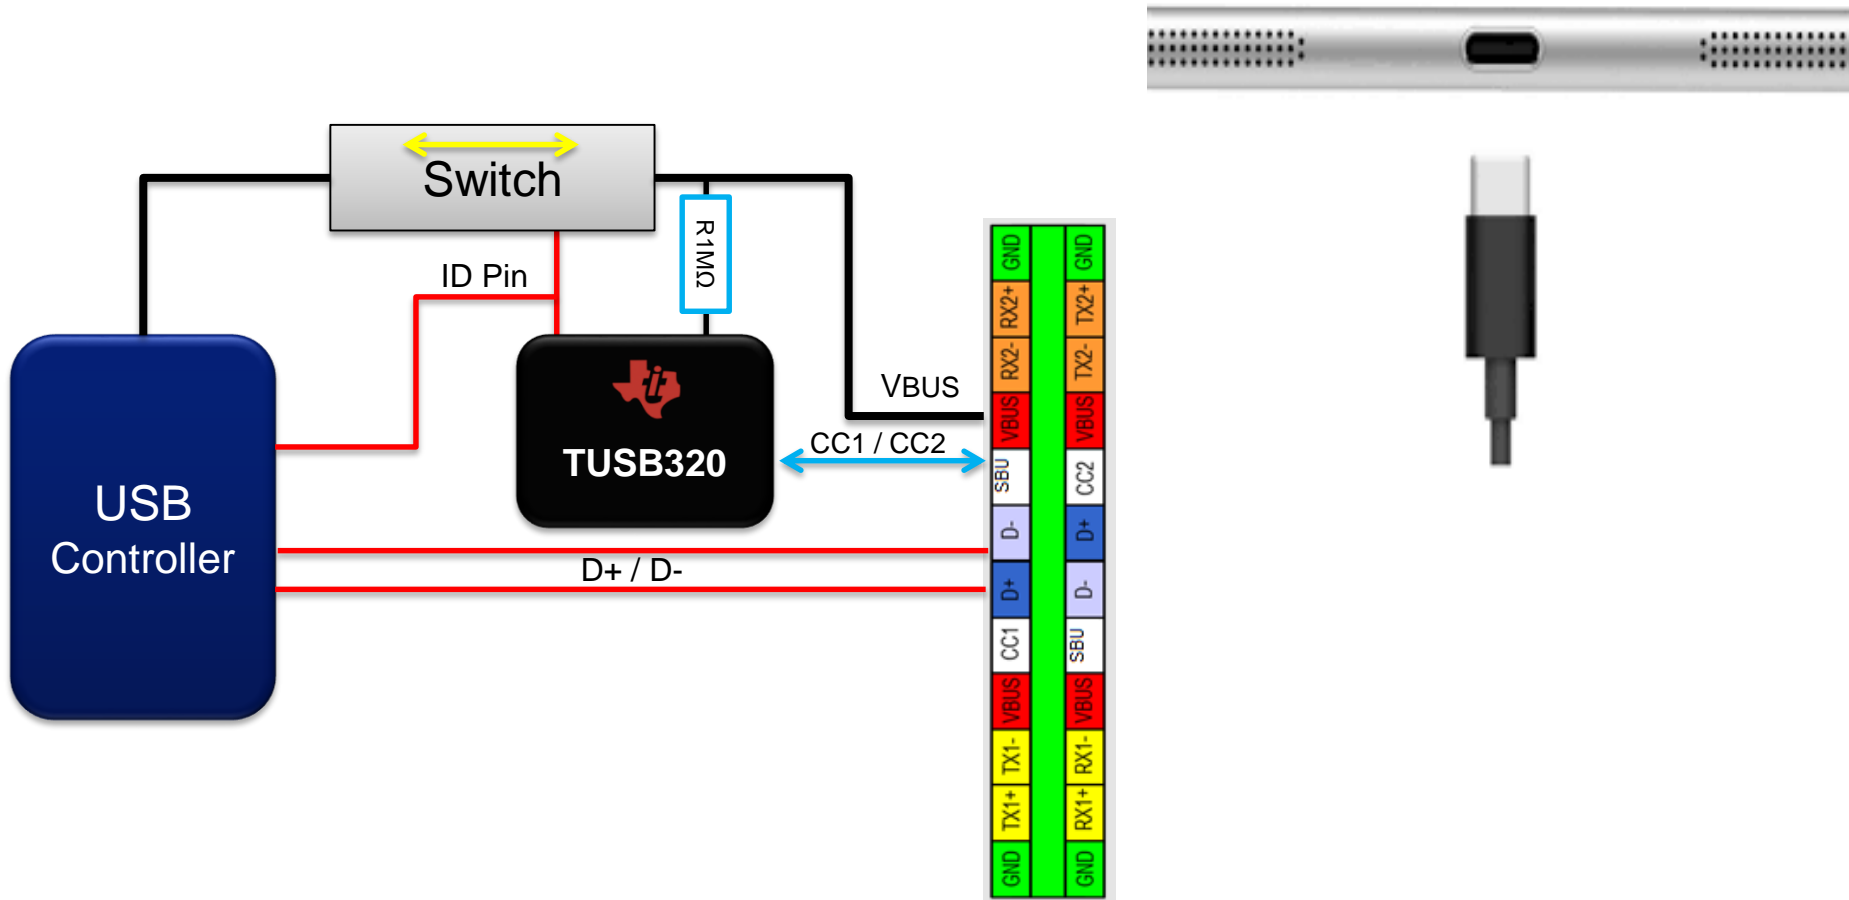 Switch
R1MΩ
ID Pin
VBUS
CC1 / CC2
TUSB320
USB
Controller
D+ / D-
GND GND
RX2+ TX2+
RX2- TX2-
VBUS VBUS
SBU CC2
D- D+
D+ D-
CC1 SBU
VBUS VBUS
TX1- RX1-
TX1+ RX1+
GND GND